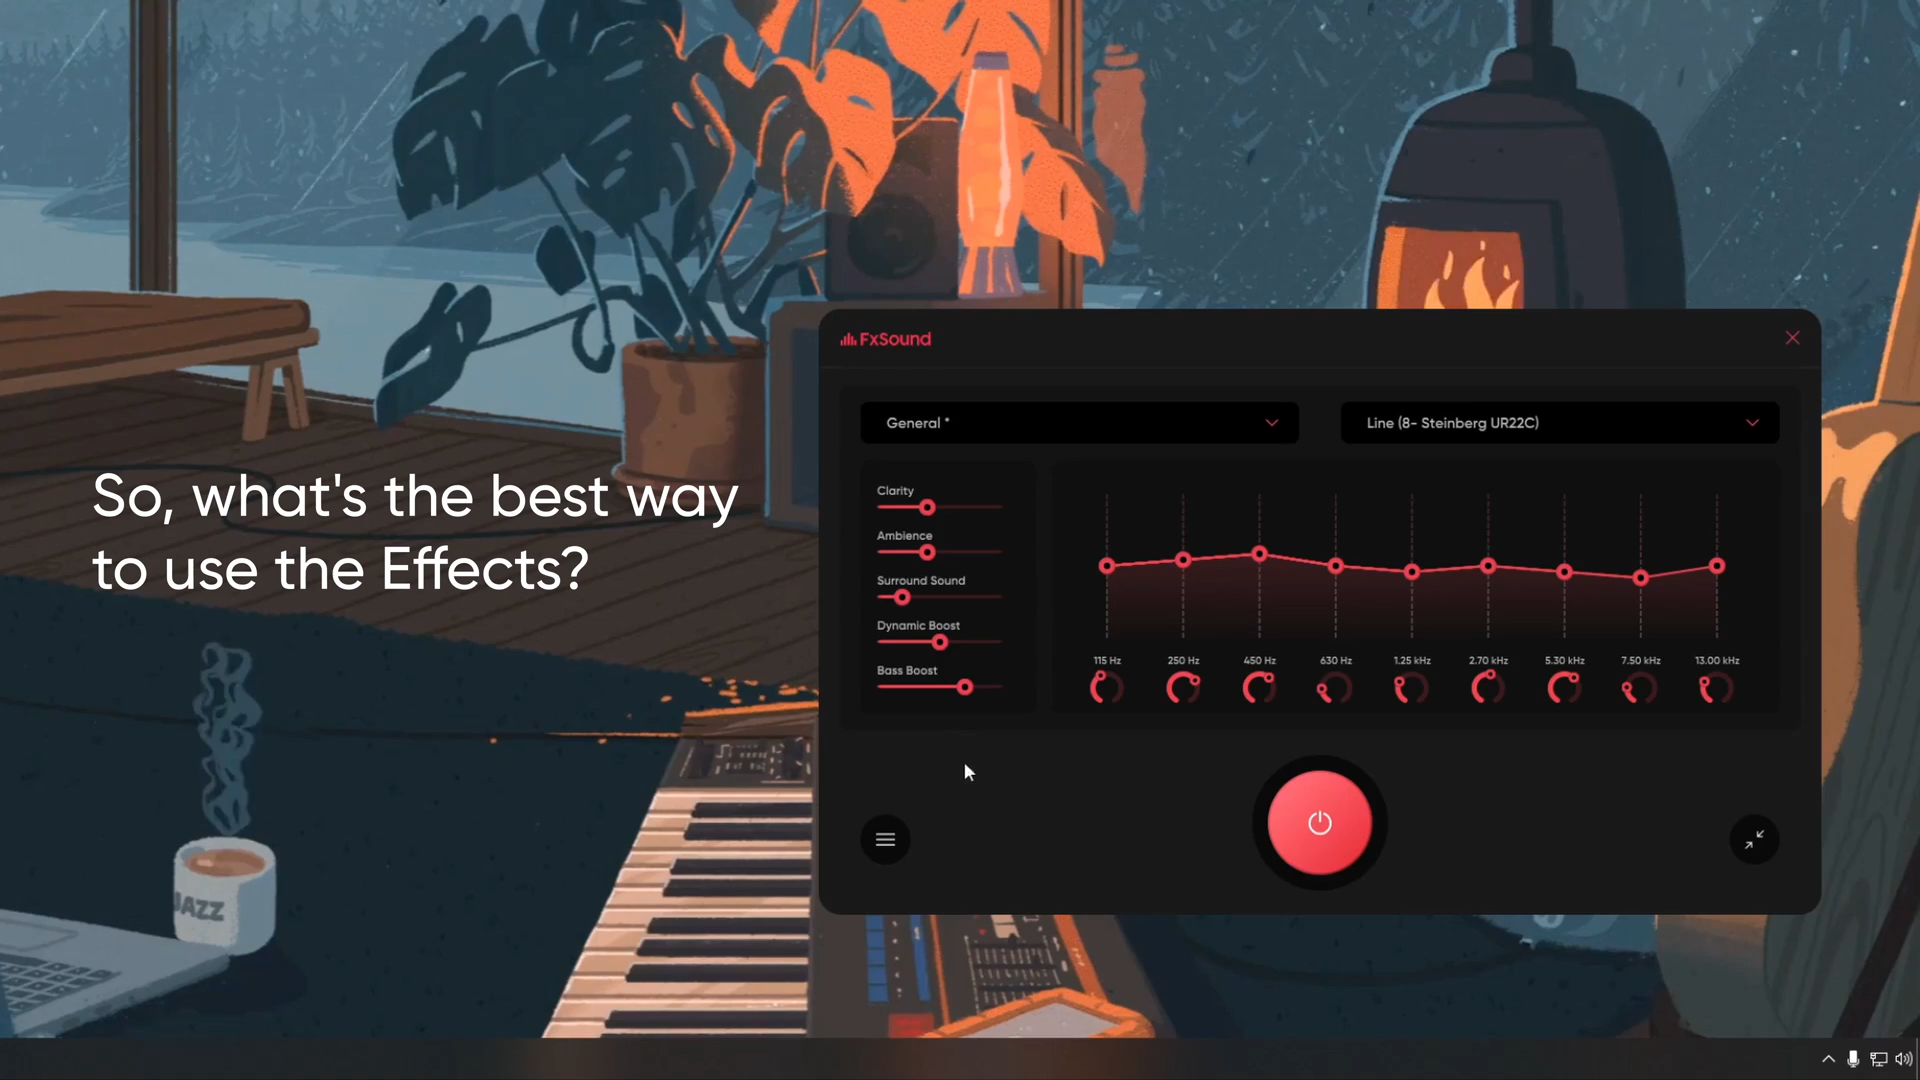 So, what's the best way
to use the Effects?
FxSound
General *
Line (8- Steinberg UR22C)
Clarity
Ambience
Surround Sound
Dynamic Boost
Bass Boost
115 Hz
250 Hz
450 Hz
630 Hz
1.25 kHz
2.70 kHz
5.30 kHz
7.50 kHz
13.00 kHz
JAZZ